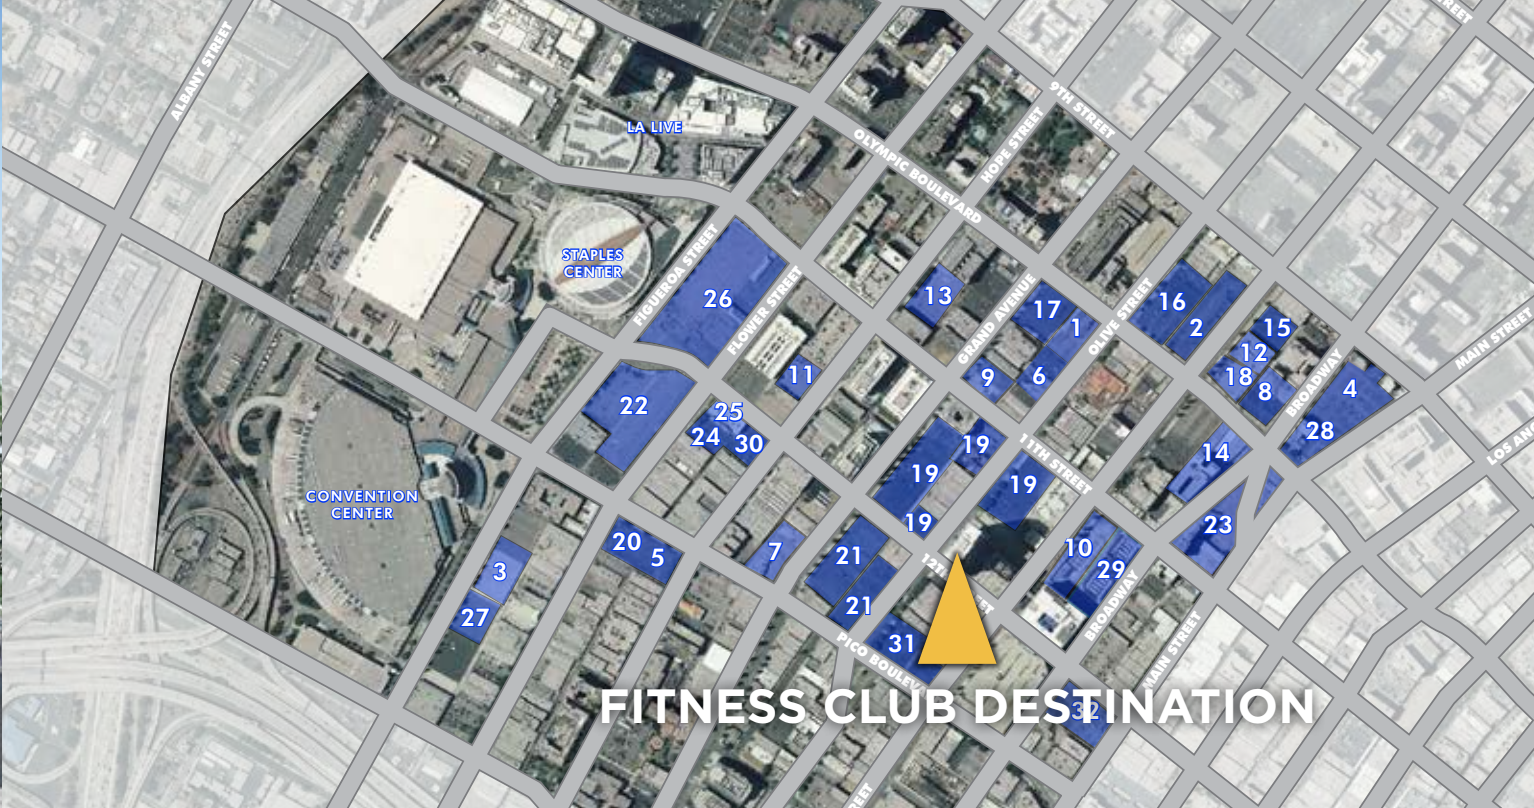 ALBANY STREET
9TH STREET
LA LIVE
OLYMPIC BOULEVARD
HOPE STREET
STAPLES
CENTER
FIGUEROA STREET
26
FLOWER STREET
13
GRAND AVENUE
17
1
OLIVE STREET
16
2
15
12
18
8
BROADWAY
4
28
MAIN STREET
11
9
6
22
25
24
30
19
19
19
19
11TH STREET
14
23
CONVENTION
CENTER
3
27
20
5
7
21
21
10
29
BROADWAY
MAIN STREET
31
PICO
32
FITNESS CLUB DESTINATION